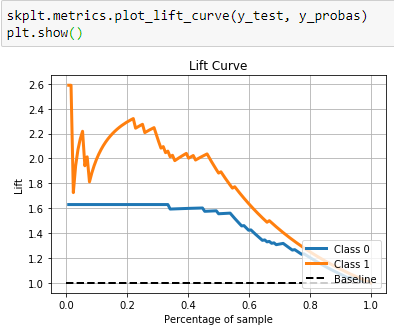 skplt.metrics.plot_lift_curve(y_test, y_probas)
plt.show()
Lift Curve
2.6
2.4
2.2
2.0
1.8
1.6
1.4
1.2
1.0
Lift
0.0 0.2 0.4 0.6 0.8 1.0
Percentage of sample
Class 0
Class 1
Baseline